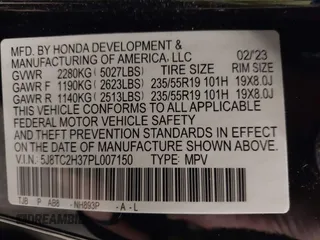 MFD. BY HONDA DEVELOPMENT &
MANUFACTURING OF AMERICA, LLC 02/'23
GVWR 2280KG (5027LBS) TIRE SIZE RIM SIZE
GAWR F 1190KG (2623LBS) 235/55R19 101H 19X8.0J
GAWR R 1140KG (2513LBS) 235/55R19 101H 19X8.0J
THIS VEHICLE CONFORMS TO ALL APPLICABLE
FEDERAL MOTOR VEHICLE SAFETY
AND THEFT PREVENTION STANDARDS IN EFFECT
ON THE DATE OF MANUFACTURE SHOWN ABOVE.
V.I.N. 5J8TC2H37PL007150 TYPE: MPV
TJB P AB8 NH893P -A-L